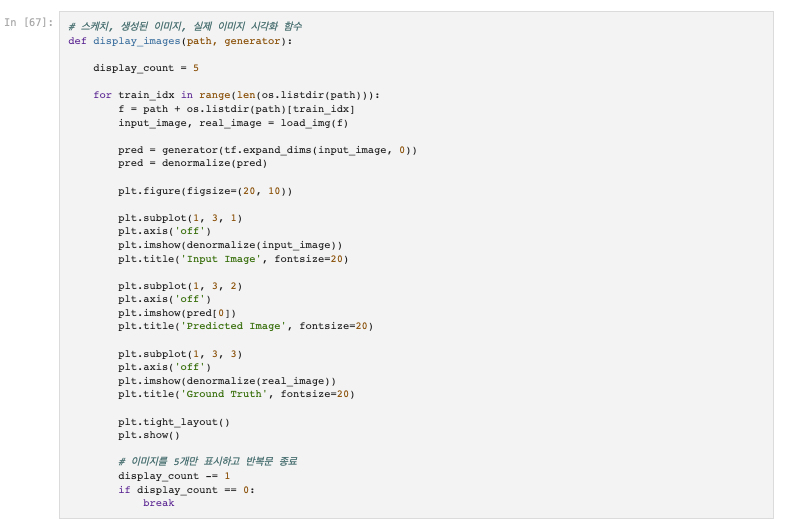 In [67]:
# 스케치, 생성된 이미지, 실제 이미지 시각화 함수
def display_images(path, generator):

    display_count = 5

    for train_idx in range(len(os.listdir(path))):
        f = path + os.listdir(path)[train_idx]
        input_image, real_image = load_img(f)

        pred = generator(tf.expand_dims(input_image, 0))
        pred = denormalize(pred)

        plt.figure(figsize=(20, 10))

        plt.subplot(1, 3, 1)
        plt.axis('off')
        plt.imshow(denormalize(input_image))
        plt.title('Input Image', fontsize=20)

        plt.subplot(1, 3, 2)
        plt.axis('off')
        plt.imshow(pred[0])
        plt.title('Predicted Image', fontsize=20)

        plt.subplot(1, 3, 3)
        plt.axis('off')
        plt.imshow(denormalize(real_image))
        plt.title('Ground Truth', fontsize=20)

        plt.tight_layout()
        plt.show()

        # 이미지를 5개만 표시하고 반복문 종료
        display_count -= 1
        if display_count == 0:
            break